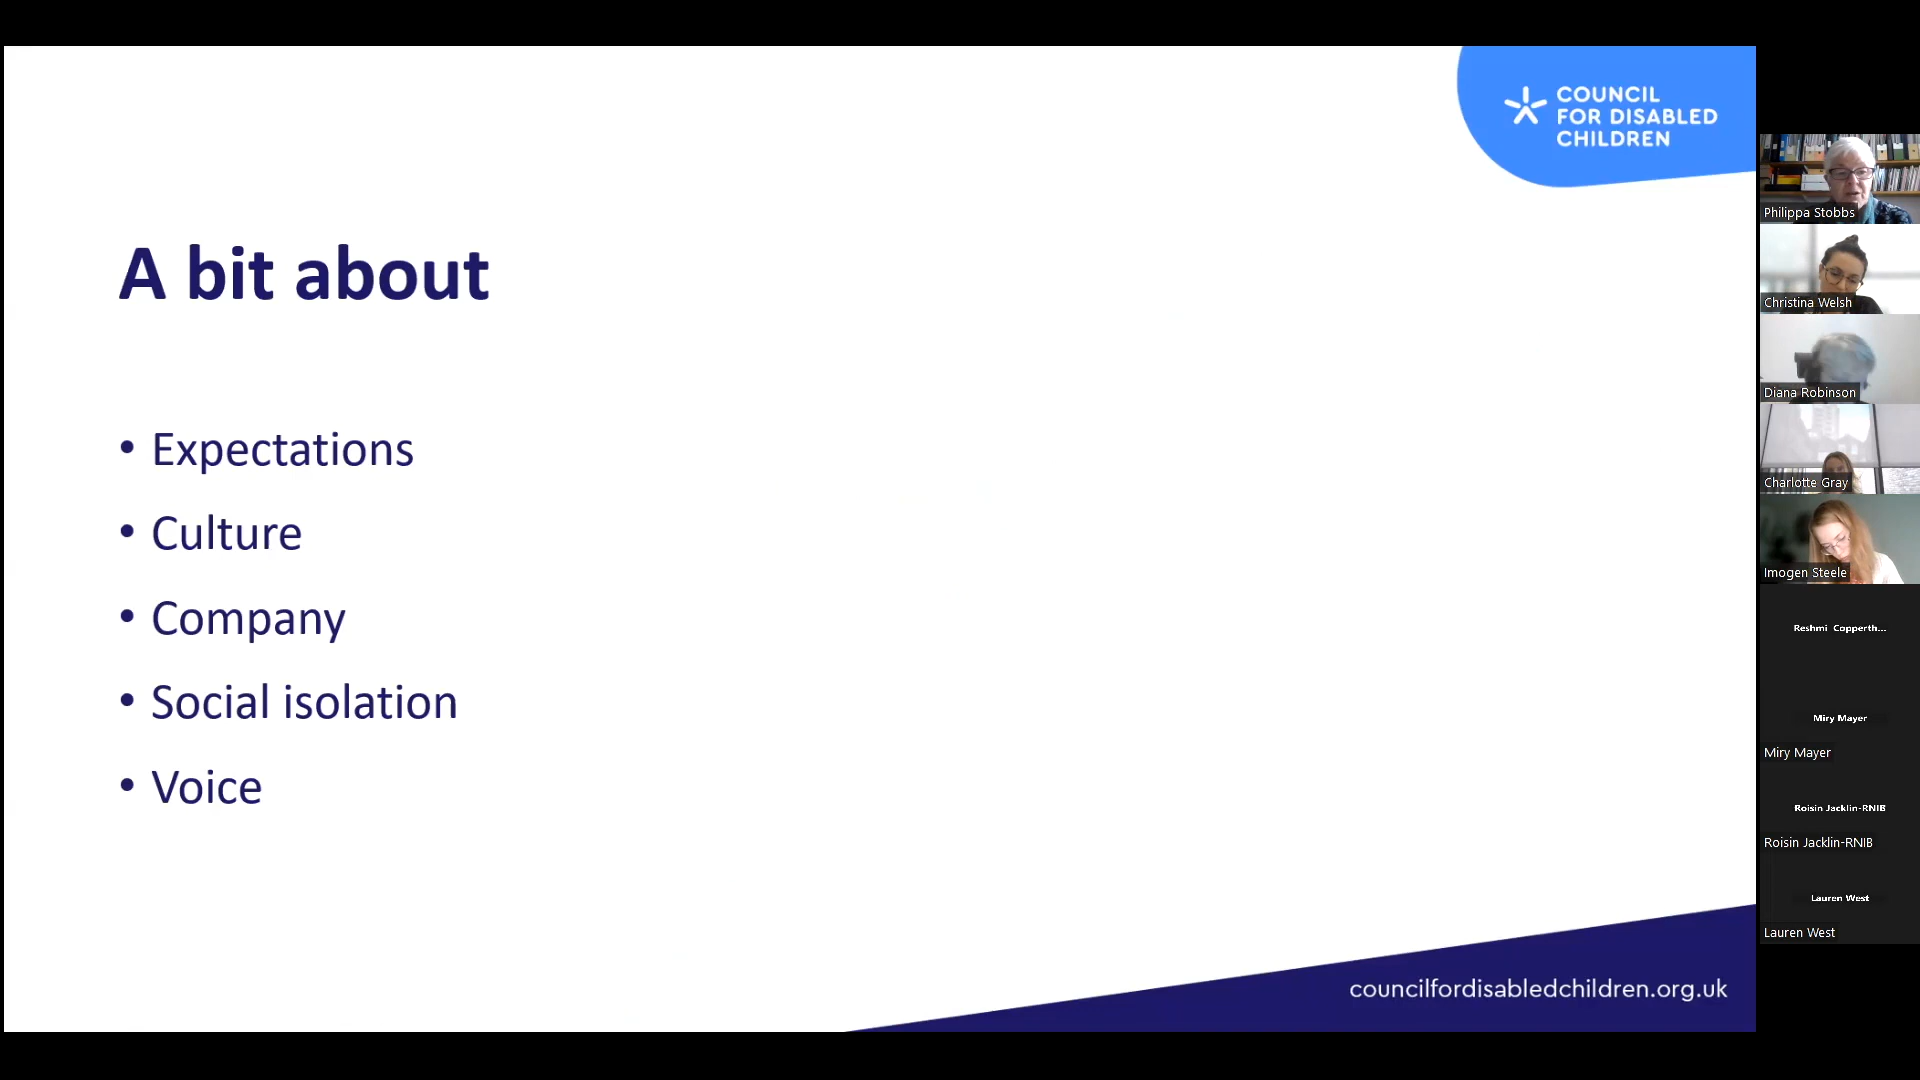 COUNCIL
FOR DISABLED
CHILDREN
A bit about
• Expectations
• Culture
• Company
• Social isolation
• Voice
councilfordisabledchildren.org.uk
Philippa Stobbs
Christina Welsh
Diana Robinson
Charlotte Gray
Imogen Steele
Reshmi Copperth...
Miry Mayer
Miry Mayer
Roisin Jacklin-RNIB
Roisin Jacklin-RNIB
Lauren West
Lauren West